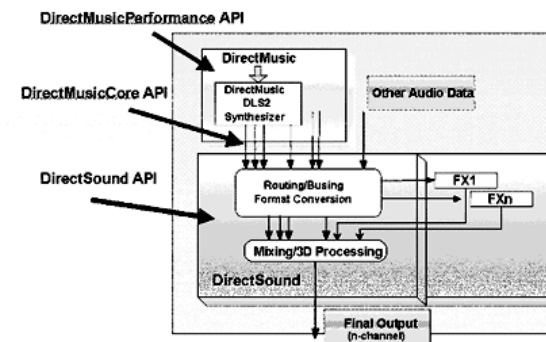 DirectMusicPerformance API
DirectMusic
DirectMusic
DLS2
Synthesizer
DirectMusicCore API
Other Audio Data
DirectSound API
Routing/Busing
Format Conversion
FX1
FXn
Mixing/3D Processing
DirectSound
Final Output
(n-channel)